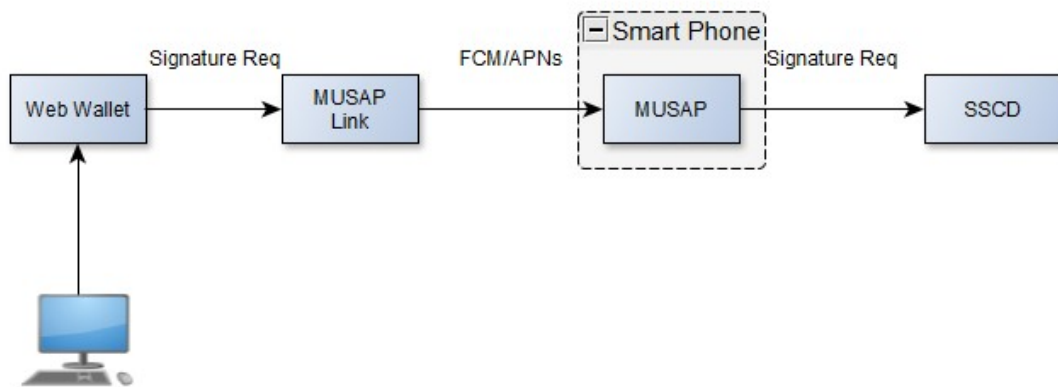 Smart Phone
Signature Req
FCM/APNs
Signature Req
Web Wallet
MUSAP
Link
MUSAP
SSCD